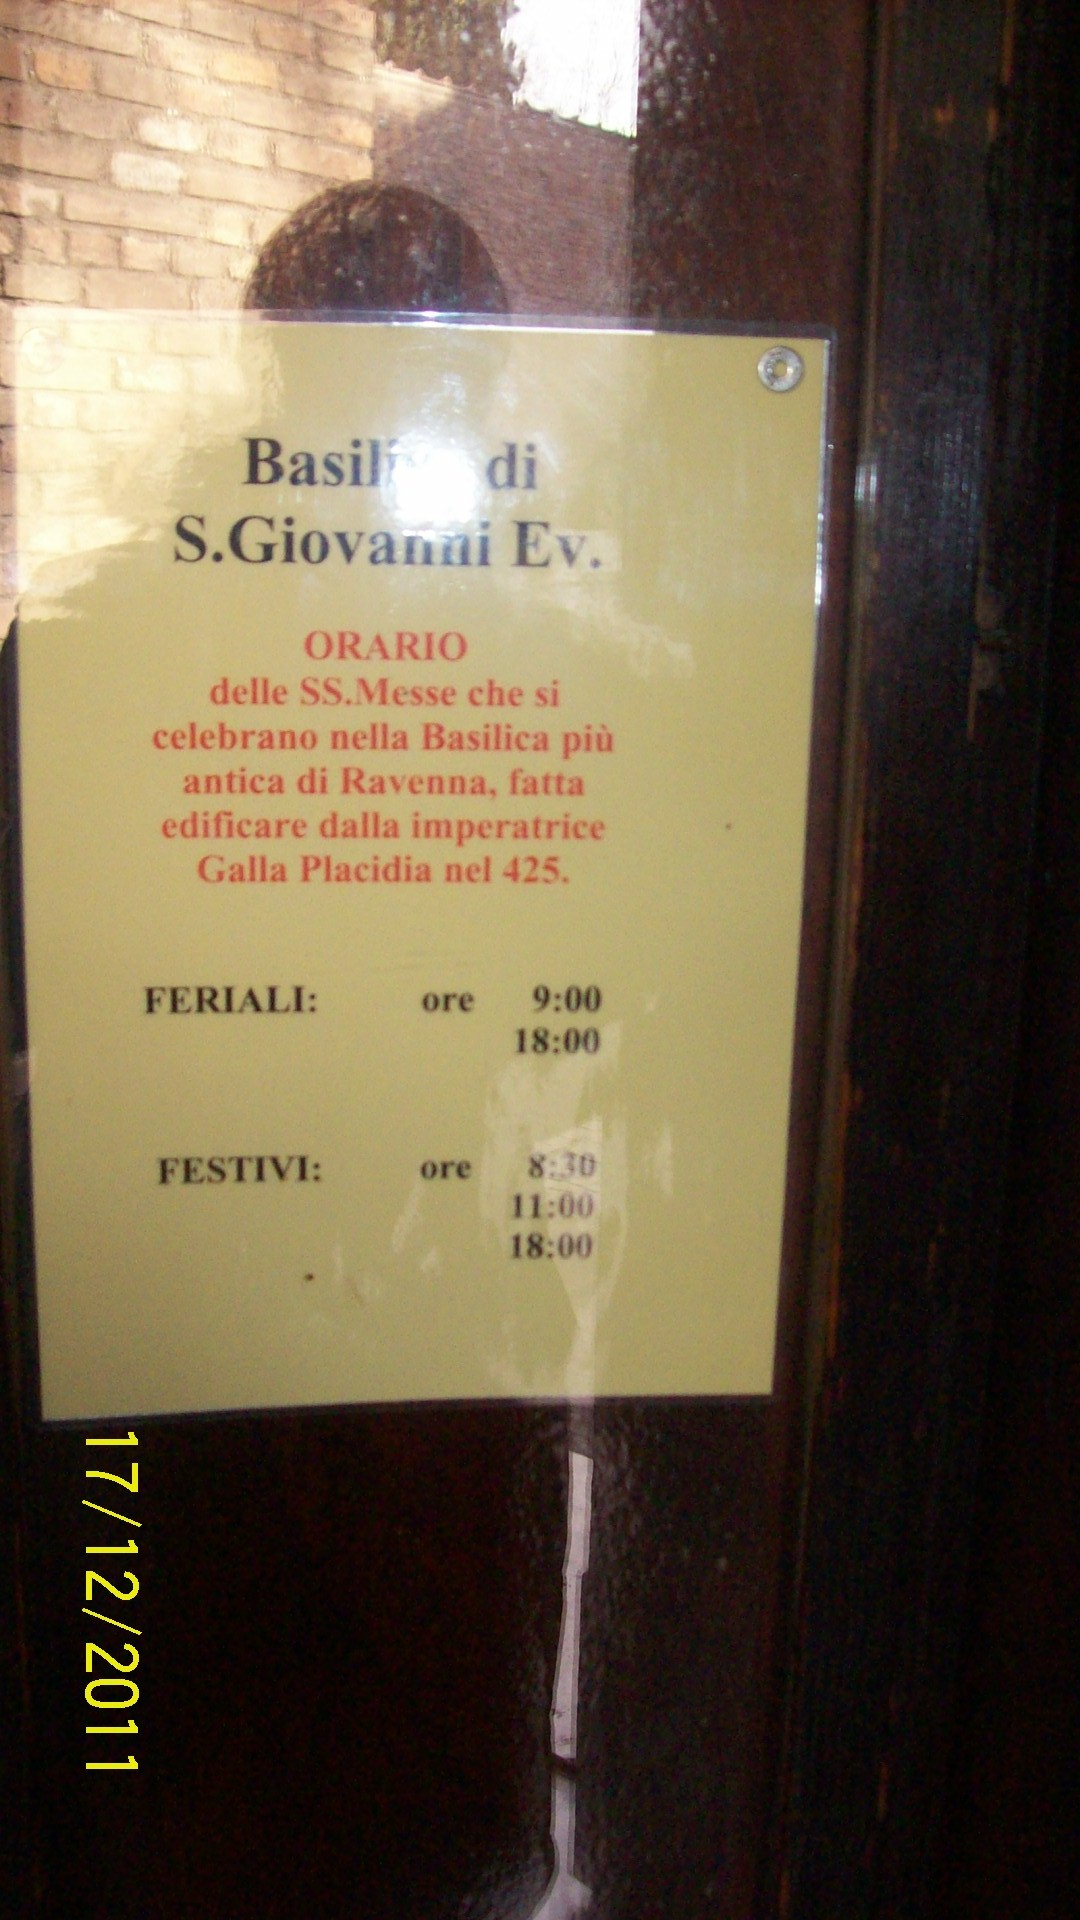 Basilica di
S.Giovanni Ev.
ORARIO
delle SS.Messe che si
celebrano nella Basilica più
antica di Ravenna, fatta
edificare dalla imperatrice
Galla Placidia nel 425.
FERIALI: ore 9:00
18:00
FESTIVI: ore 8:30
11:00
18:00
17/12/2011